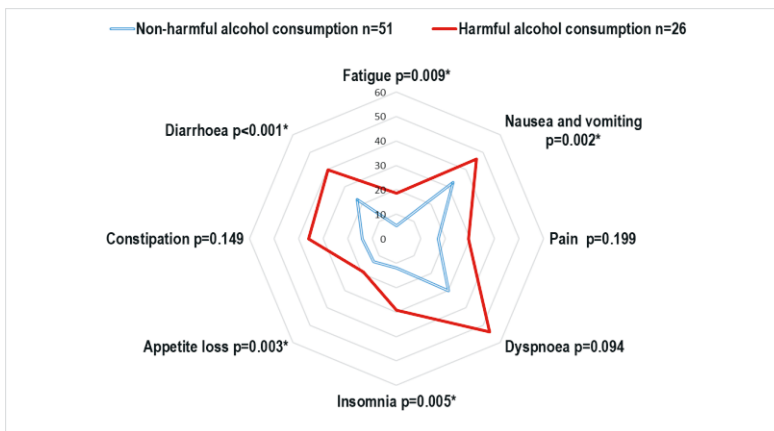 Non-harmful alcohol consumption n=51
Harmful alcohol consumption n=26
Fatigue p=0.009*
Nausea and vomiting
p=0.002*
Pain p=0.199
Dyspnoea p=0.094
Insomnia p=0.005*
Appetite loss p=0.003*
Constipation p=0.149
Diarrhoea p<0.001*
60
50
40
30
20
10
0